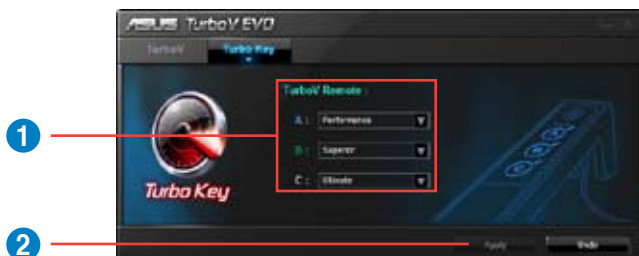 ASUS TurboV EVO
TurboV Turbo Key
TurboV Remote :
A : Performance
B : Superior
C : Ultimate
Turbo Key
Apply Undo
1
2